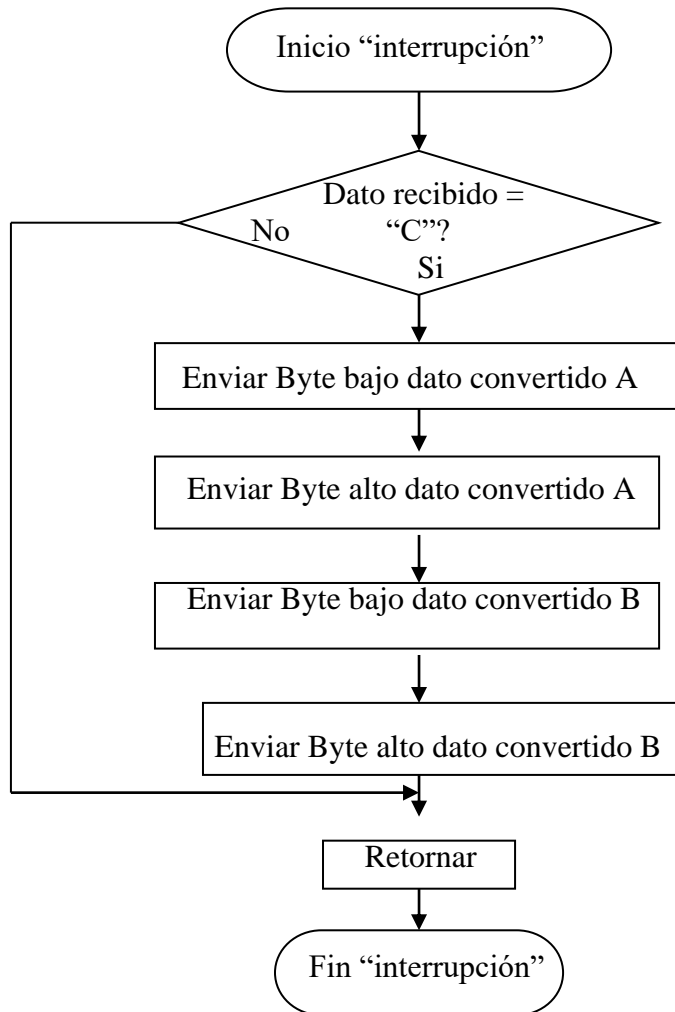 Inicio “interrupción”
Dato recibido =
“C”?
No
Si
Enviar Byte bajo dato convertido A
Enviar Byte alto dato convertido A
Enviar Byte bajo dato convertido B
Enviar Byte alto dato convertido B
Retornar
Fin “interrupción”